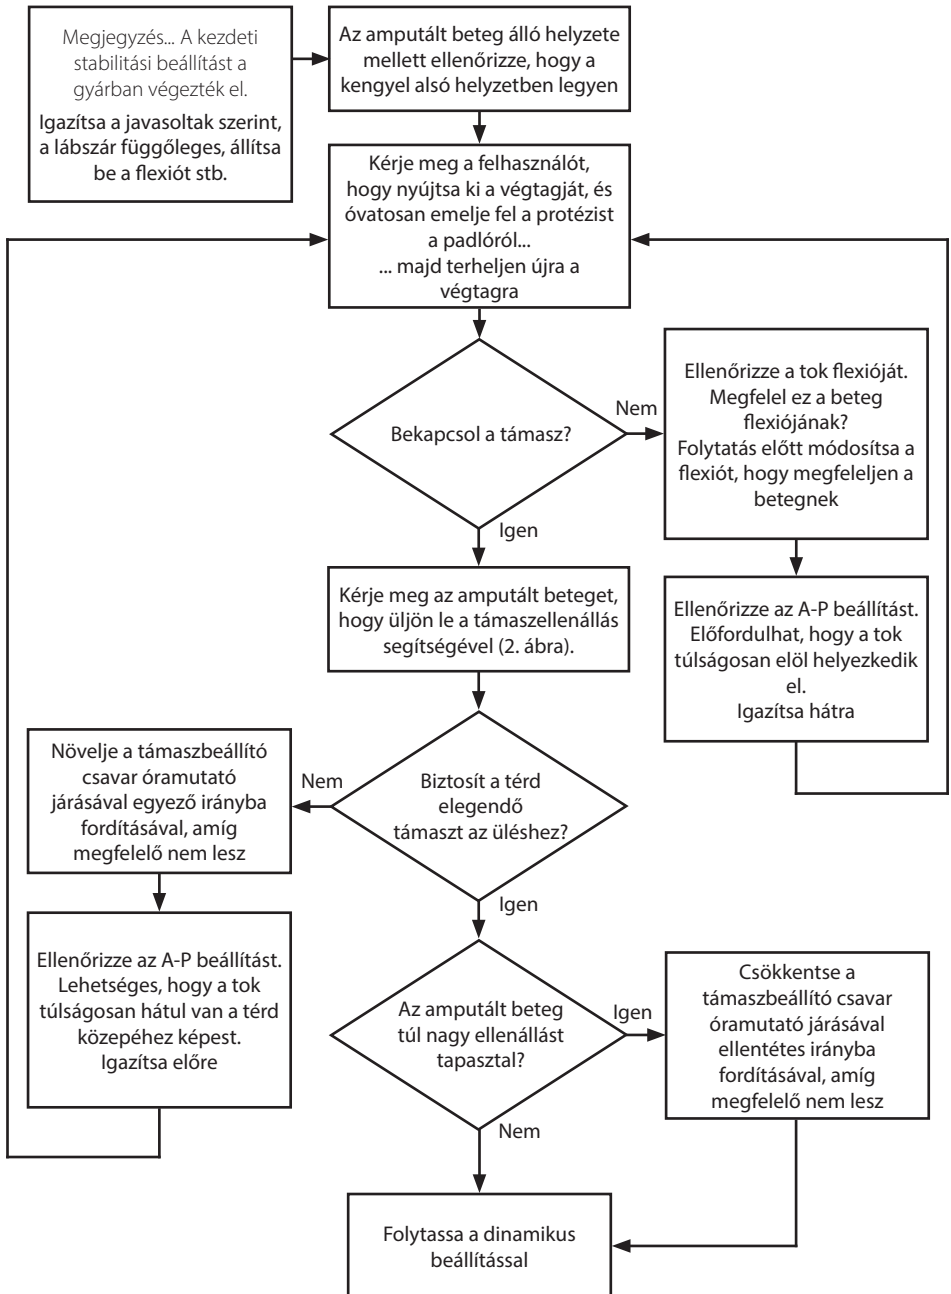 Megjegyzés... A kezdeti
stabilitási beállítást a
gyárban végezték el.
Igazítsa a javasoltak szerint,
a lábszár függőleges, állítsa
be a flexiót stb.
Az amputált beteg álló helyzete
mellett ellenőrizze, hogy a
kengyel alsó helyzetben legyen
Kérje meg a felhasználót,
hogy nyújtsa ki a végtagját, és
óvatosan emelje fel a protézist
a padlóról...
... majd terheljen újra a
végtagra
Bekapcsol a támasz?
Nem
Ellenőrizze a tok flexióját.
Megfelel ez a beteg
flexiójának?
Folytatás előtt módosítsa a
flexiót, hogy megfeleljen a
betegnek
Igen
Ellenőrizze az A-P beállítást.
Előfordulhat, hogy a tok
túlságosan elöl helyezkedik
el.
Igazítsa hátra
Kérje meg az amputált beteget,
hogy üljön le a támaszellenállás
segítségével (2. ábra).
Biztosít a térd
elegendő
támaszt az üléshez?
Nem
Növelje a támaszbeállító
csavar óramutató
járásával egyező irányba
fordításával, amíg
megfelelő nem lesz
Ellenőrizze az A-P beállítást.
Lehetséges, hogy a tok
túlságosan hátul van a térd
közepéhez képest.
Igazítsa előre
Igen
Az amputált beteg
túl nagy ellenállást
tapasztal?
Igen
Csökkentse a
támaszbeállító csavar
óramutató járásával
ellentétes irányba
fordításával, amíg
megfelelő nem lesz
Nem
Folytassa a dinamikus
beállítással